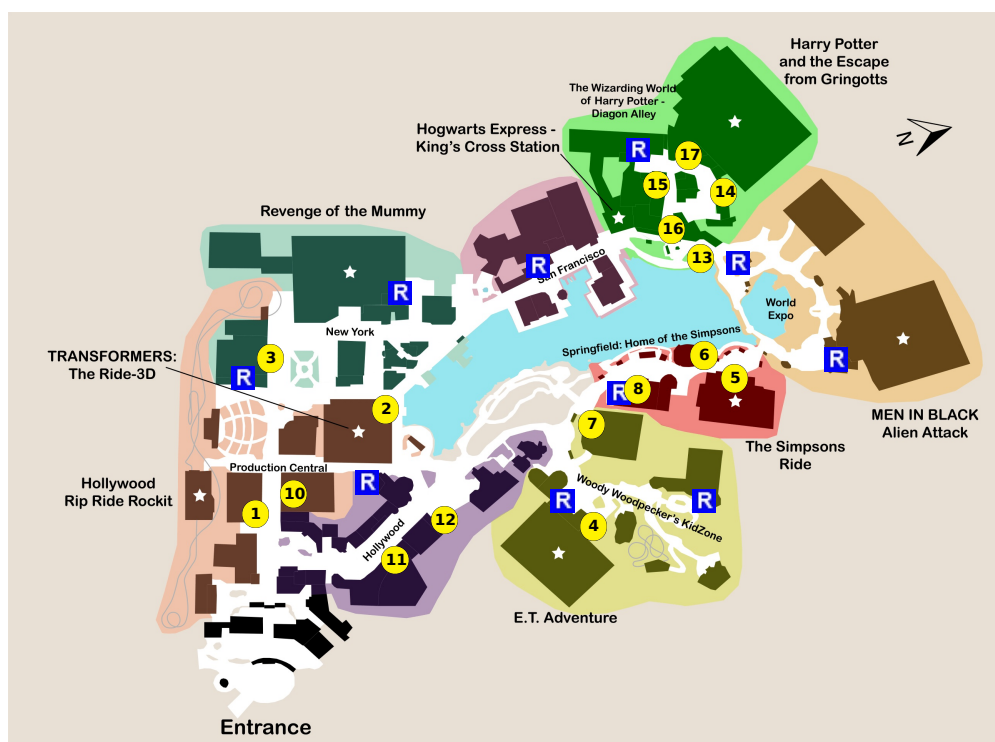 Harry Potter
and the Escape
from Gringotts
The Wizarding World
of Harry Potter -
Diagon Alley
Hogwarts Express -
King's Cross Station
N
R
17
15
14
16
13
Revenge of the Mummy
R
San Francisco
R
R
World
Expo
New York
Springfield: Home of the Simpsons
TRANSFORMERS:
The Ride-3D
3
R
6
R
5
R
8
2
7
MEN IN BLACK
Alien Attack
The Simpsons
Ride
Production Central
Hollywood
Rip Ride Rockit
R
10
1
12
Hollywood
11
Woody Woodpecker's KidZone
R
R
4
E.T. Adventure
Entrance